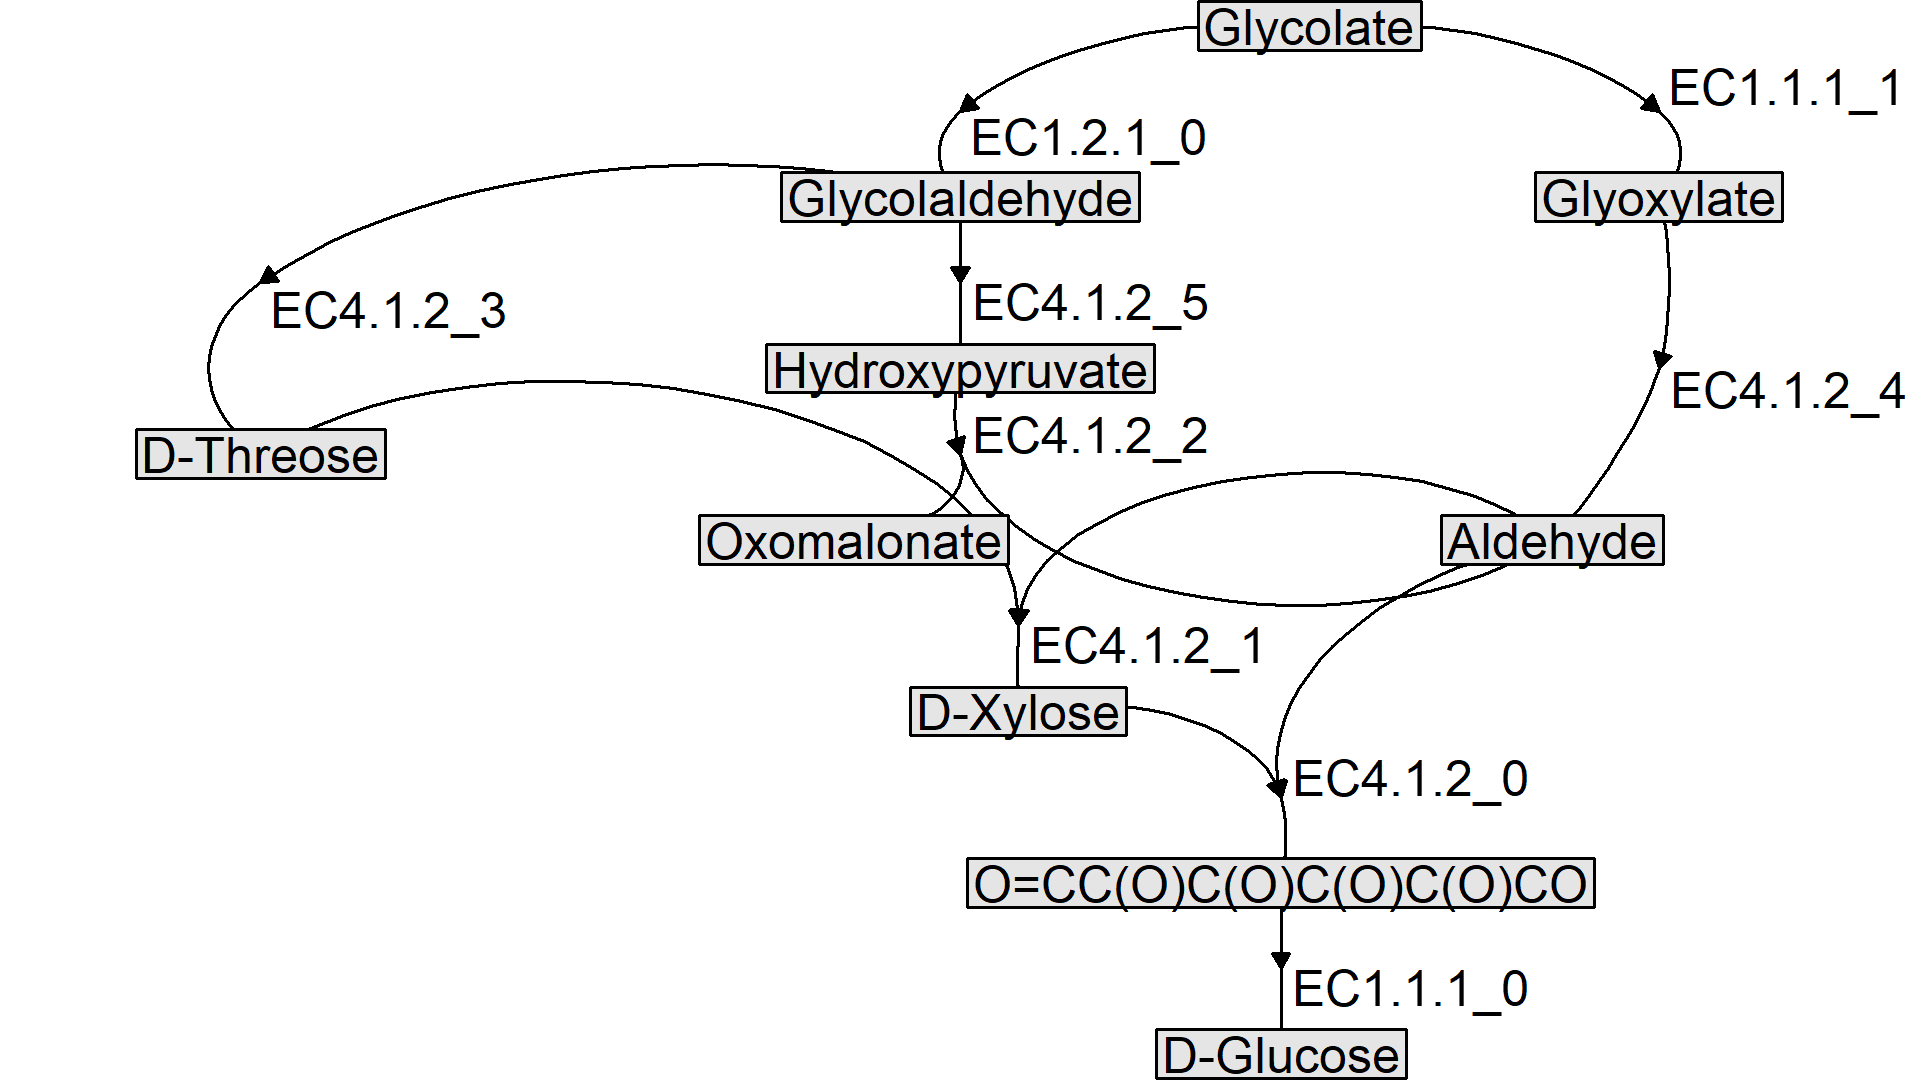 Glycolate
EC1.1.1_1
EC1.2.1_0
Glycolaldehyde
Glyoxylate
EC4.1.2_3
EC4.1.2_5
Hydroxypyruvate
EC4.1.2_4
EC4.1.2_2
D-Threose
Oxomalonate
Aldehyde
EC4.1.2_1
D-Xylose
EC4.1.2_0
O=CC(O)C(O)C(O)C(O)CO
EC1.1.1_0
D-Glucose